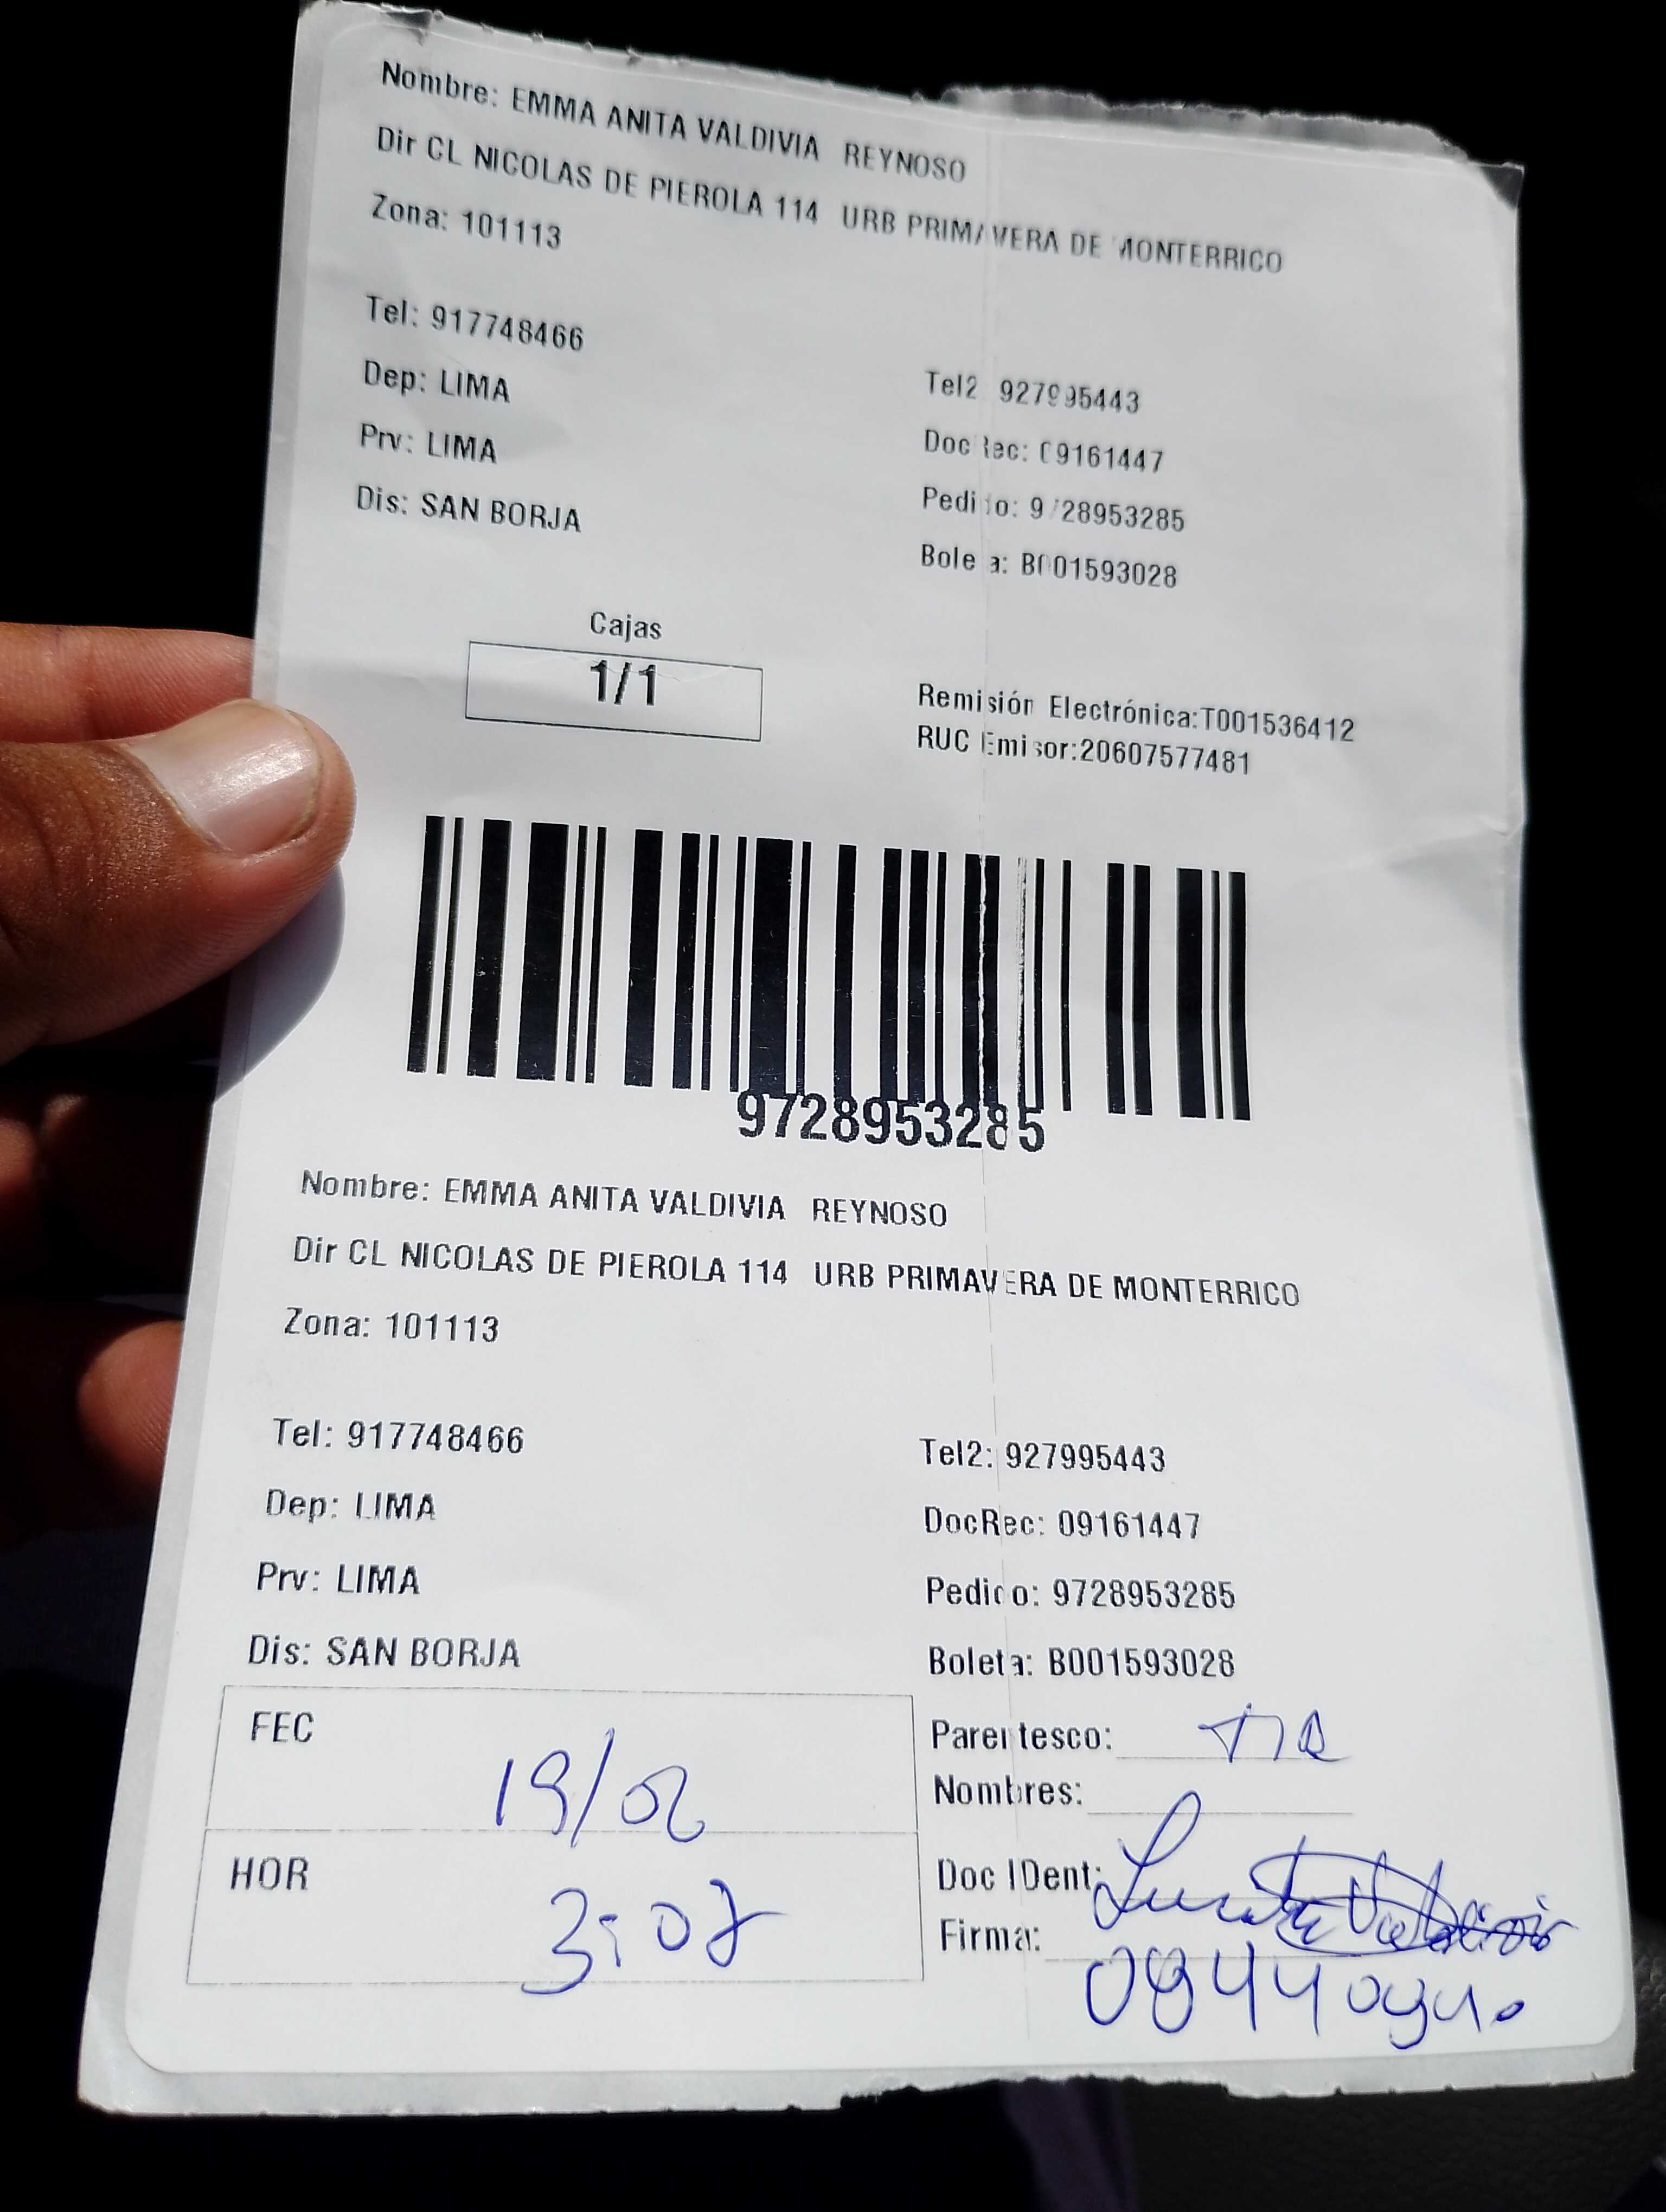 Nombre: EMMA ANITA VALDIVIA REYNOSO
Dir CL NICOLAS DE PIEROLA 114 URB PRIMAVERA DE MONTERRICO
Zona: 101113
Tel: 917748466
Tel2 927995443
Dep: LIMA
DocRec: 09161447
Prv: LIMA
Pedido: 9728953285
Dis: SAN BORJA
Boleta: B001593028
Cajas
1/1
Remisión Electrónica:T001536412
RUC Emisor:20607577481
9728953285
Nombre: EMMA ANITA VALDIVIA REYNOSO
Dir CL NICOLAS DE PIEROLA 114 URB PRIMAVERA DE MONTERRICO
Zona: 101113
Tel: 917748466
Tel2: 927995443
Dep: LIMA
DocRec: 09161447
Prv: LIMA
Pedido: 9728953285
Dis: SAN BORJA
Boleta: B001593028
FEC 19/02
Parentesco: TIA
Nombres:
HOR 3:07
Doc IDent:
Firma: